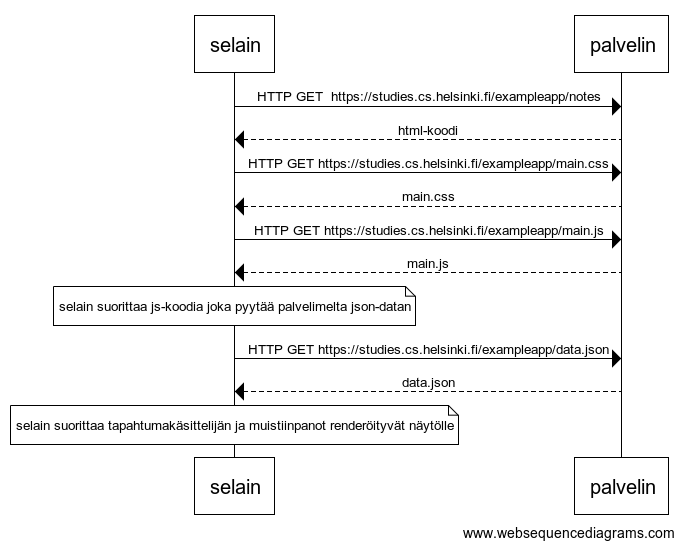 selain palvelin
HTTP GET  https://studies.cs.helsinki.fi/exampleapp/notes
html-koodi
HTTP GET https://studies.cs.helsinki.fi/exampleapp/main.css
main.css
HTTP GET https://studies.cs.helsinki.fi/exampleapp/main.js
main.js
selain suorittaa js-koodia joka pyytää palvelimelta json-datan
HTTP GET https://studies.cs.helsinki.fi/exampleapp/data.json
data.json
selain suorittaa tapahtumakäsittelijän ja muistiinpanot renderöityvät näytölle
selain palvelin
www.websequencediagrams.com